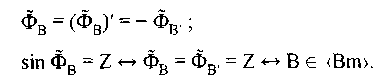 Φ̃_B = (Φ̃_B)′ = − Φ̃_B′ ;
sin Φ̃_B = Z ↔ Φ̃_B = Φ̃_B′ = Z ↔ B ∈ ‹Bm›.